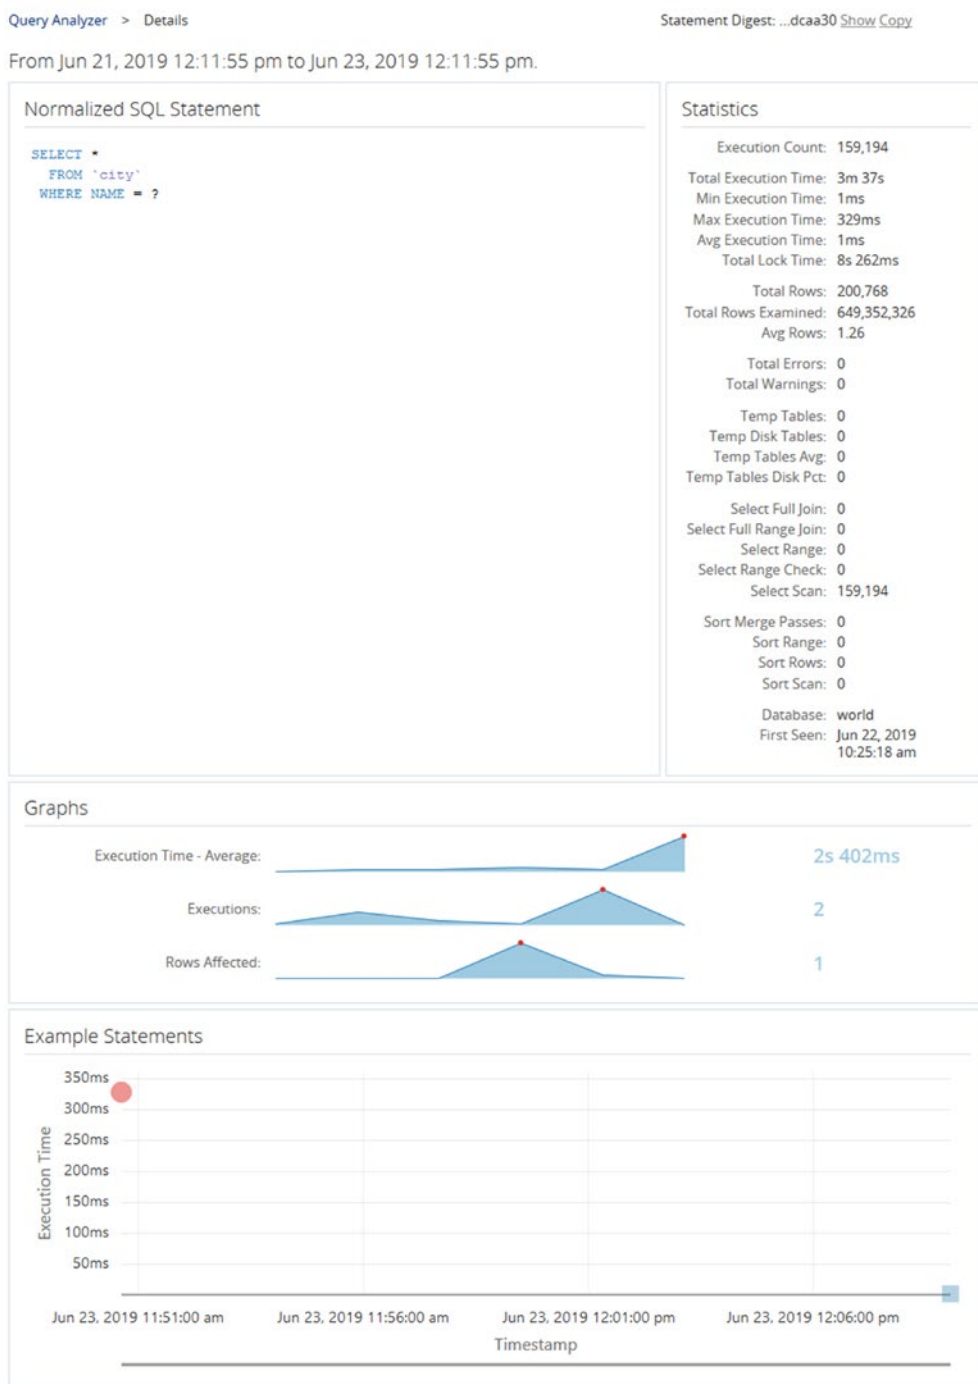 Query Analyzer > Details
Statement Digest: ...dcaa30 Show Copy
From Jun 21, 2019 12:11:55 pm to Jun 23, 2019 12:11:55 pm.
Normalized SQL Statement
SELECT *
FROM `city`
WHERE NAME = ?
Statistics
Execution Count: 159,194
Total Execution Time: 3m 37s
Min Execution Time: 1ms
Max Execution Time: 329ms
Avg Execution Time: 1ms
Total Lock Time: 8s 262ms
Total Rows: 200,768
Total Rows Examined: 649,352,326
Avg Rows: 1.26
Total Errors: 0
Total Warnings: 0
Temp Tables: 0
Temp Disk Tables: 0
Temp Tables Avg: 0
Temp Tables Disk Pct: 0
Select Full Join: 0
Select Full Range Join: 0
Select Range: 0
Select Range Check: 0
Select Scan: 159,194
Sort Merge Passes: 0
Sort Range: 0
Sort Rows: 0
Sort Scan: 0
Database: world
First Seen: Jun 22, 2019
10:25:18 am
Graphs
Execution Time - Average: 2s 402ms
Executions: 2
Rows Affected: 1
Example Statements
Execution Time
350ms
300ms
250ms
200ms
150ms
100ms
50ms
Jun 23, 2019 11:51:00 am Jun 23, 2019 11:56:00 am Jun 23, 2019 12:01:00 pm Jun 23, 2019 12:06:00 pm
Timestamp